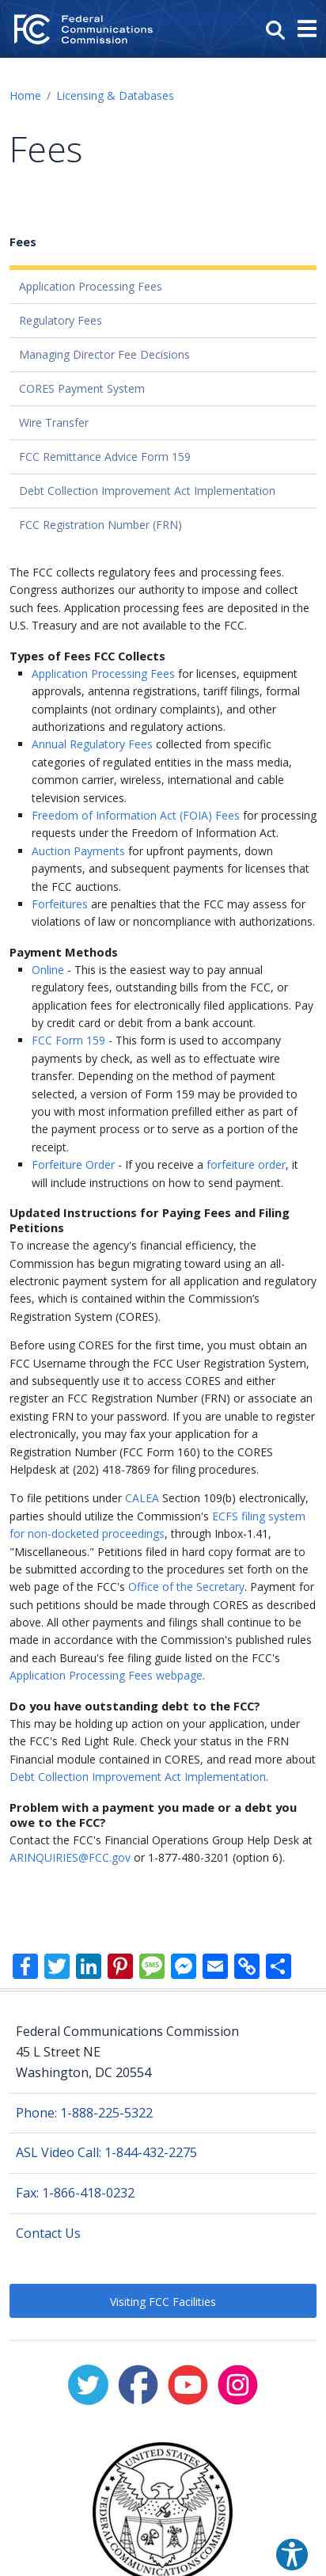 Federal
Communications
Commission
Home / Licensing & Databases
Fees
Fees
Application Processing Fees
Regulatory Fees
Managing Director Fee Decisions
CORES Payment System
Wire Transfer
FCC Remittance Advice Form 159
Debt Collection Improvement Act Implementation
FCC Registration Number (FRN)
The FCC collects regulatory fees and processing fees.
Congress authorizes our authority to impose and collect
such fees. Application processing fees are deposited in the
U.S. Treasury and are not available to the FCC.
Types of Fees FCC Collects
Application Processing Fees for licenses, equipment
approvals, antenna registrations, tariff filings, formal
complaints (not ordinary complaints), and other
authorizations and regulatory actions.
Annual Regulatory Fees collected from specific
categories of regulated entities in the mass media,
common carrier, wireless, international and cable
television services.
Freedom of Information Act (FOIA) Fees for processing
requests under the Freedom of Information Act.
Auction Payments for upfront payments, down
payments, and subsequent payments for licenses that
the FCC auctions.
Forfeitures are penalties that the FCC may assess for
violations of law or noncompliance with authorizations.
Payment Methods
Online - This is the easiest way to pay annual
regulatory fees, outstanding bills from the FCC, or
application fees for electronically filed applications. Pay
by credit card or debit from a bank account.
FCC Form 159 - This form is used to accompany
payments by check, as well as to effectuate wire
transfer. Depending on the method of payment
selected, a version of Form 159 may be provided to
you with most information prefilled either as part of
the payment process or to serve as a portion of the
receipt.
Forfeiture Order - If you receive a forfeiture order, it
will include instructions on how to send payment.
Updated Instructions for Paying Fees and Filing
Petitions
To increase the agency's financial efficiency, the
Commission has begun migrating toward using an all-
electronic payment system for all application and regulatory
fees, which is contained within the Commission’s
Registration System (CORES).
Before using CORES for the first time, you must obtain an
FCC Username through the FCC User Registration System,
and subsequently use it to access CORES and either
register an FCC Registration Number (FRN) or associate an
existing FRN to your password. If you are unable to register
electronically, you may fax your application for a
Registration Number (FCC Form 160) to the CORES
Helpdesk at (202) 418-7869 for filing procedures.
To file petitions under CALEA Section 109(b) electronically,
parties should utilize the Commission's ECFS filing system
for non-docketed proceedings, through Inbox-1.41,
"Miscellaneous." Petitions filed in hard copy format are to
be submitted according to the procedures set forth on the
web page of the FCC's Office of the Secretary. Payment for
such petitions should be made through CORES as described
above. All other payments and filings shall continue to be
made in accordance with the Commission's published rules
and each Bureau's fee filing guide listed on the FCC's
Application Processing Fees webpage.
Do you have outstanding debt to the FCC?
This may be holding up action on your application, under
the FCC's Red Light Rule. Check your status in the FRN
Financial module contained in CORES, and read more about
Debt Collection Improvement Act Implementation.
Problem with a payment you made or a debt you
owe to the FCC?
Contact the FCC's Financial Operations Group Help Desk at
ARINQUIRIES@FCC.gov or 1-877-480-3201 (option 6).
SMS
Federal Communications Commission
45 L Street NE
Washington, DC 20554
Phone: 1-888-225-5322
ASL Video Call: 1-844-432-2275
Fax: 1-866-418-0232
Contact Us
Visiting FCC Facilities
UNITED STATES
FEDERAL COMMUNICATIONS COMMISSION